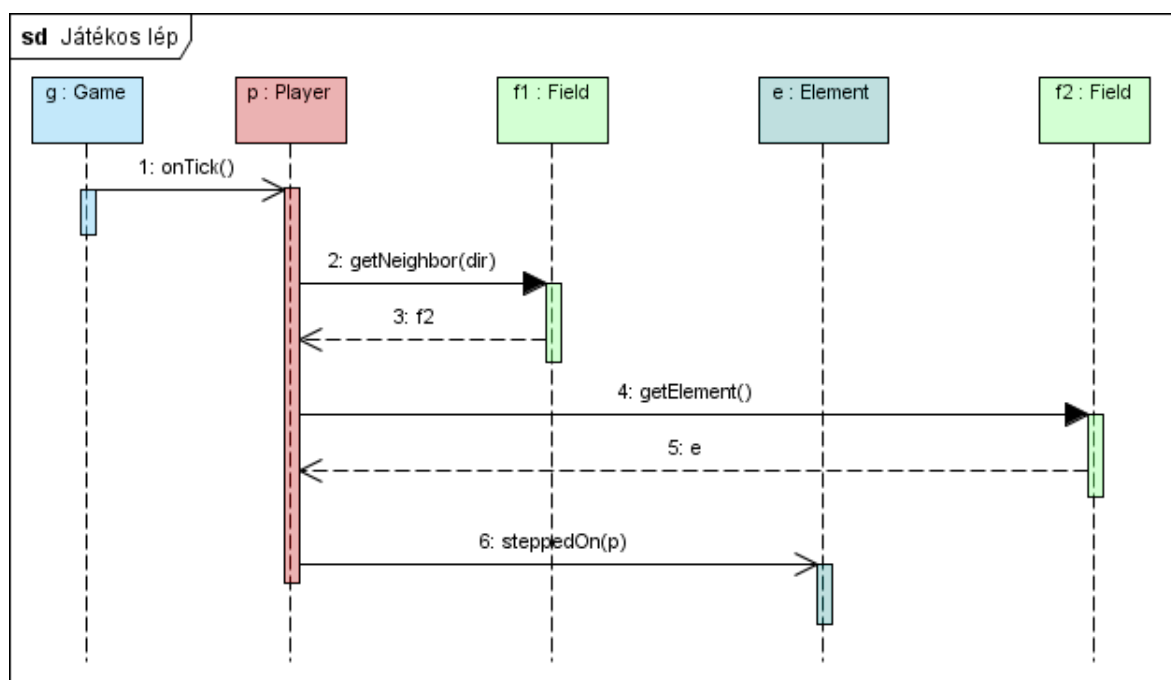 sd Játékos lép
g : Game
p : Player
f1 : Field
e : Element
f2 : Field
1: onTick()
2: getNeighbor(dir)
3: f2
4: getElement()
5: e
6: steppedOn(p)